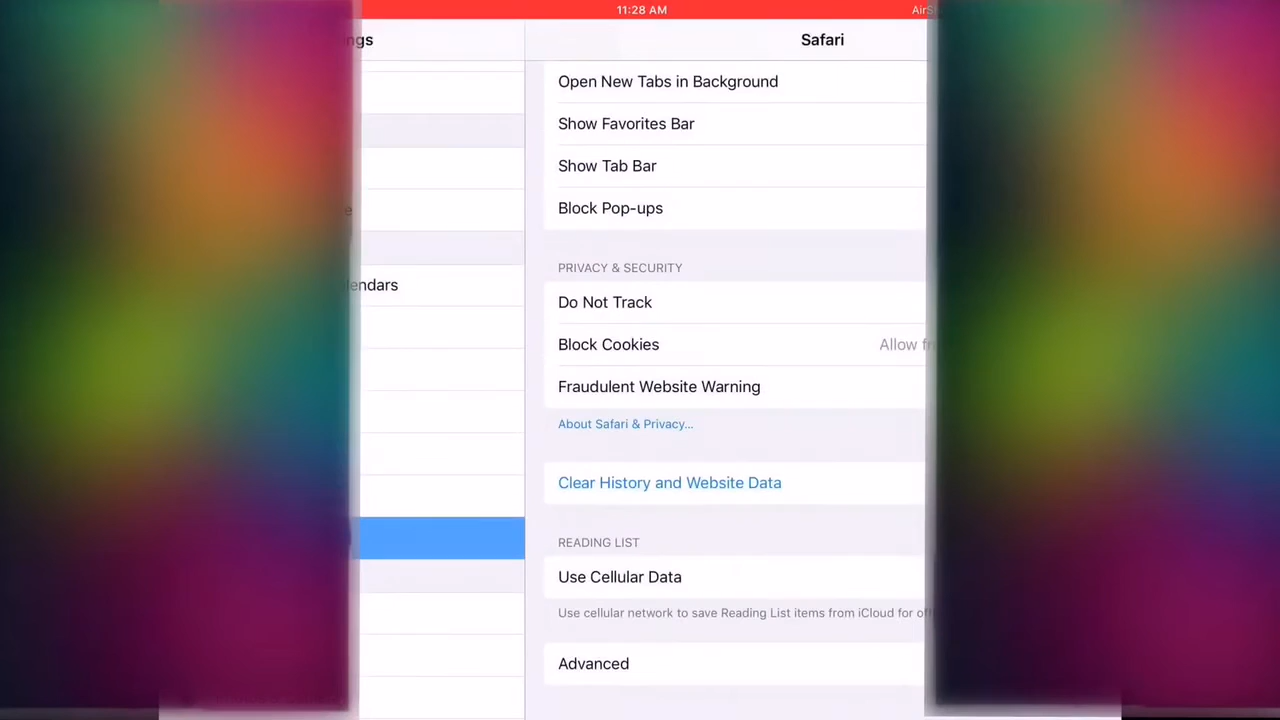 11:28 AM
Safari
Open New Tabs in Background
Show Favorites Bar
Show Tab Bar
Block Pop-ups
PRIVACY & SECURITY
Do Not Track
Block Cookies
Allow
Fraudulent Website Warning
About Safari & Privacy...
Clear History and Website Data
READING LIST
Use Cellular Data
Use cellular network to save Reading List items from iCloud for
Advanced